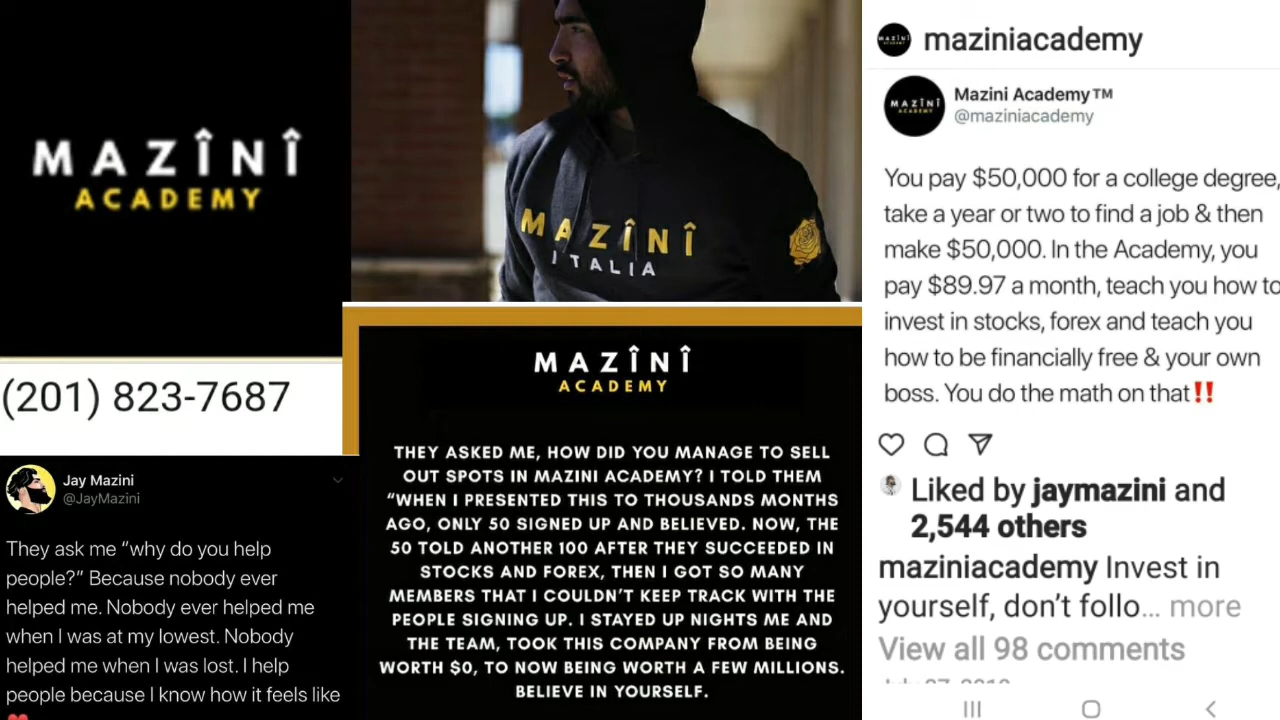 MAZÎNÎ
ACADEMY
(201) 823-7687
Jay Mazini
@JayMazini
They ask me “why do you help
people?” Because nobody ever
helped me. Nobody ever helped me
when I was at my lowest. Nobody
helped me when I was lost. I help
people because I know how it feels like
MAZÎNÎ
ITALIA
MAZÎNÎ
ACADEMY
THEY ASKED ME, HOW DID YOU MANAGE TO SELL
OUT SPOTS IN MAZINI ACADEMY? I TOLD THEM
“WHEN I PRESENTED THIS TO THOUSANDS MONTHS
AGO, ONLY 50 SIGNED UP AND BELIEVED. NOW, THE
50 TOLD ANOTHER 100 AFTER THEY SUCCEEDED IN
STOCKS AND FOREX, THEN I GOT SO MANY
MEMBERS THAT I COULDN’T KEEP TRACK WITH THE
PEOPLE SIGNING UP. I STAYED UP NIGHTS ME AND
THE TEAM, TOOK THIS COMPANY FROM BEING
WORTH $0, TO NOW BEING WORTH A FEW MILLIONS.
BELIEVE IN YOURSELF.
maziniacademy
MAZÎNÎ
ACADEMY
Mazini Academy™
@maziniacademy
You pay $50,000 for a college degree,
take a year or two to find a job & then
make $50,000. In the Academy, you
pay $89.97 a month, teach you how to
invest in stocks, forex and teach you
how to be financially free & your own
boss. You do the math on that‼️
Liked by jaymazini and
2,544 others
maziniacademy Invest in
yourself, don’t follo… more
View all 98 comments